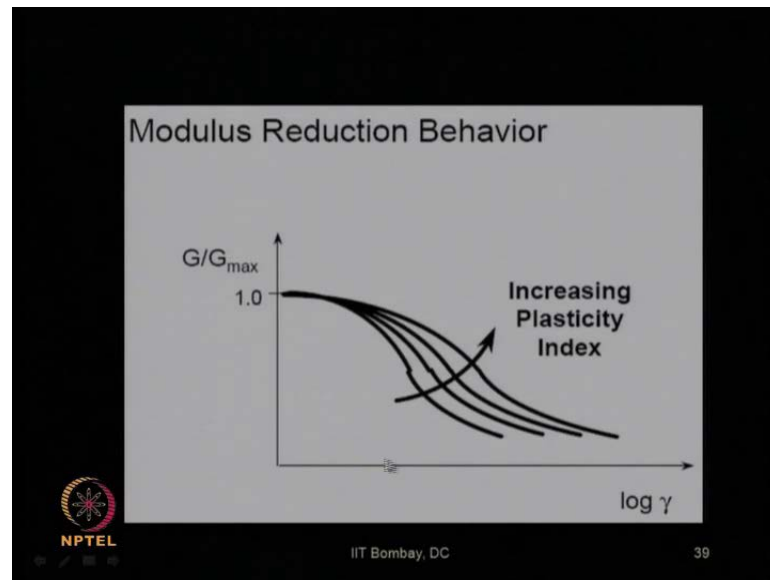 Modulus Reduction Behavior
G/Gmax
1.0
Increasing
Plasticity
Index
log γ
NPTEL
IIT Bombay, DC
39